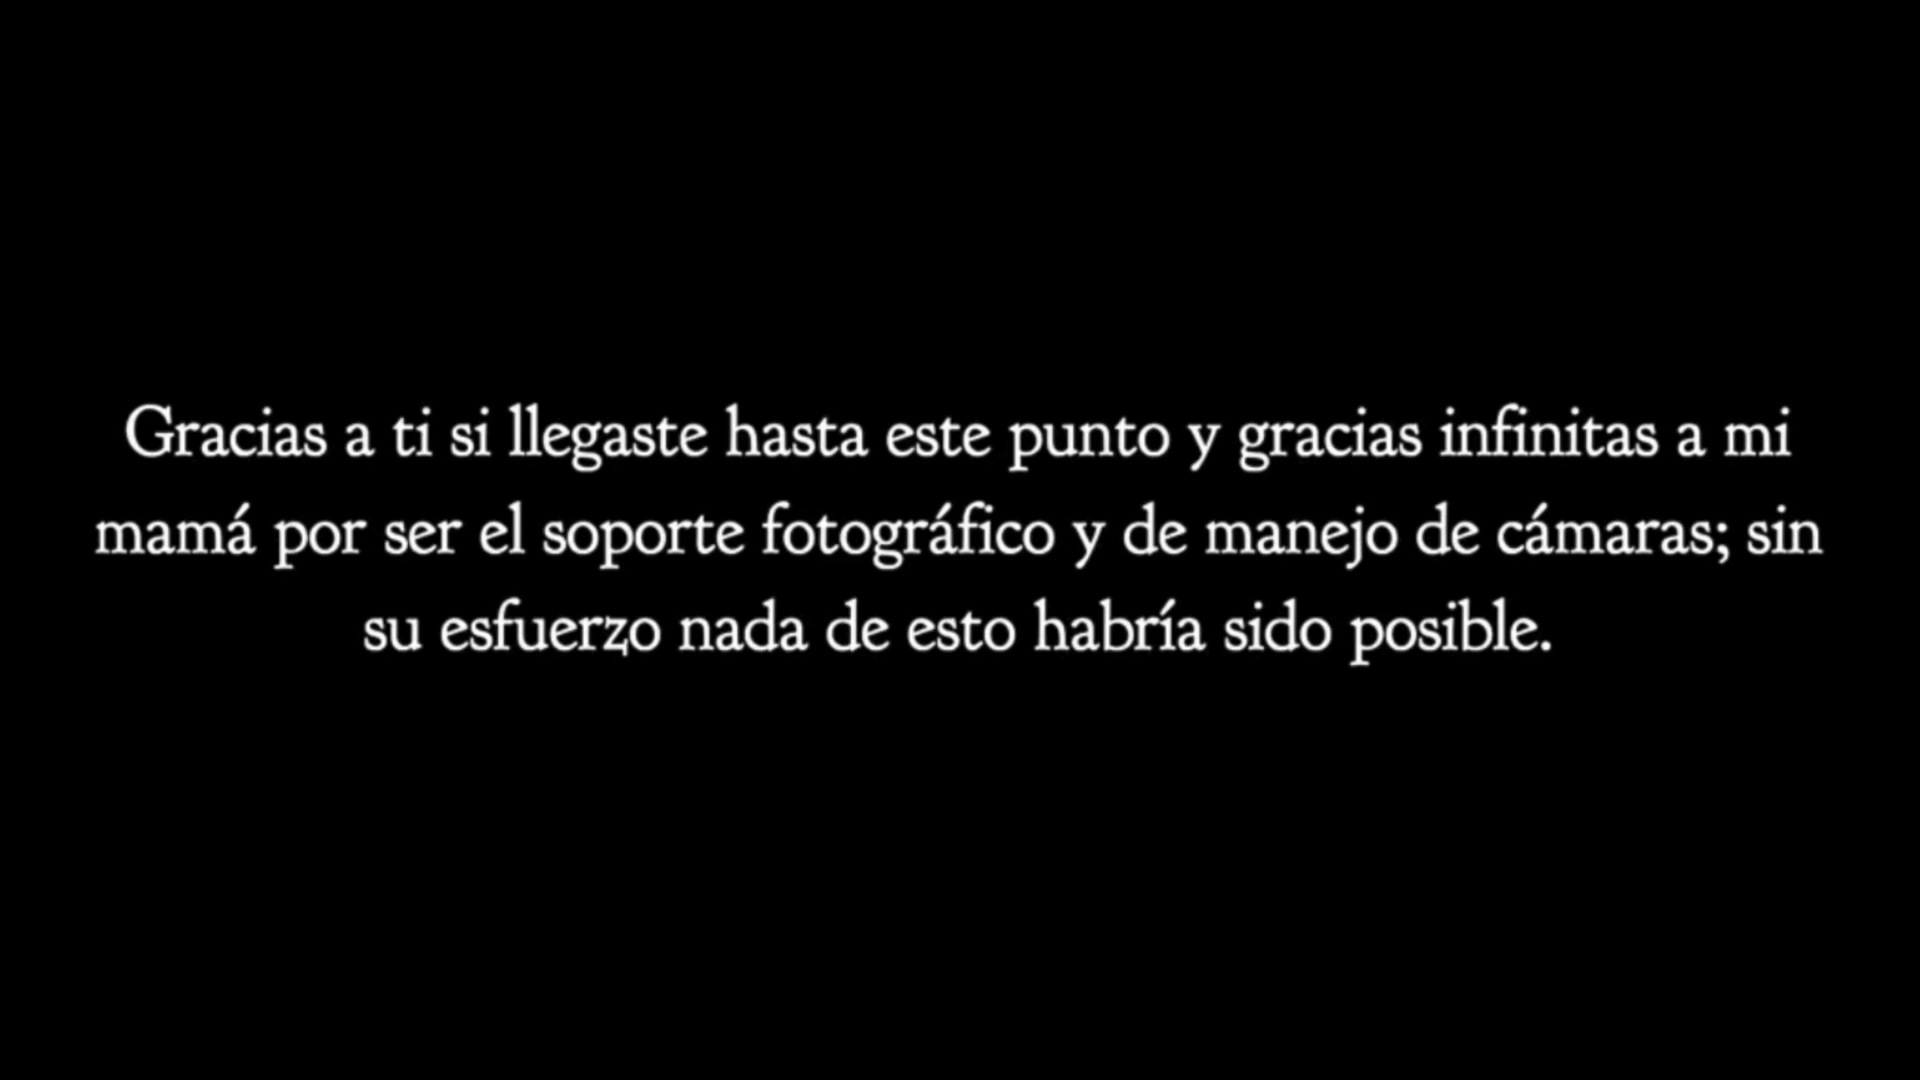 Gracias a ti si llegaste hasta este punto y gracias infinitas a mi
mamá por ser el soporte fotográfico y de manejo de cámaras; sin
su esfuerzo nada de esto habría sido posible.